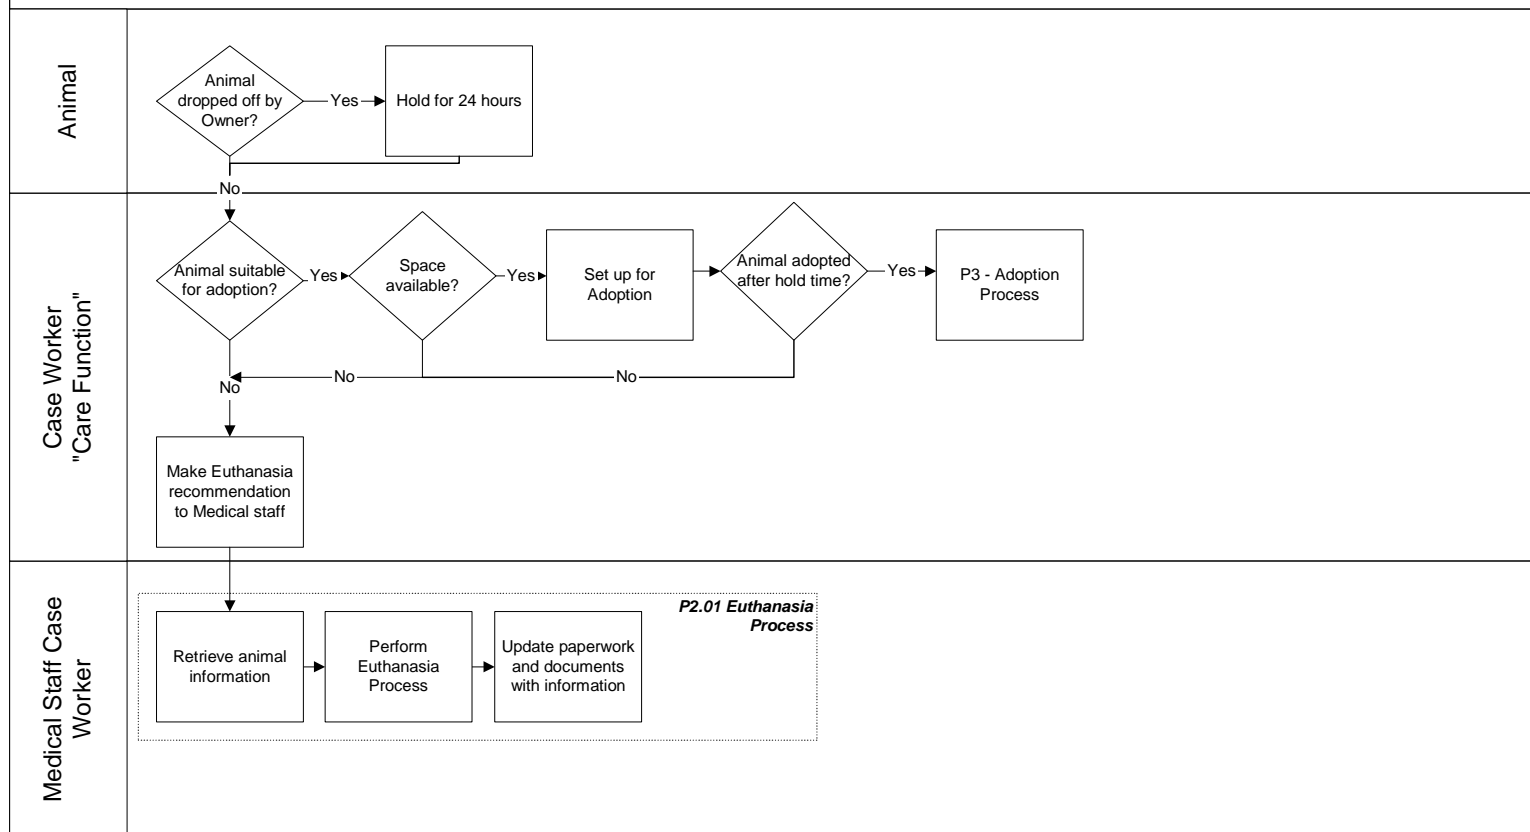 Animal
Animal
dropped off by
Owner?
Yes
Hold for 24 hours
No
Case Worker
"Care Function"
Animal suitable
for adoption?
Yes
Space
available?
Yes
Set up for
Adoption
Animal adopted
after hold time?
Yes
P3 - Adoption
Process
No
No
No
Make Euthanasia
recommendation
to Medical staff
Medical Staff Case
Worker
P2.01 Euthanasia
Process
Retrieve animal
information
Perform
Euthanasia
Process
Update paperwork
and documents
with information